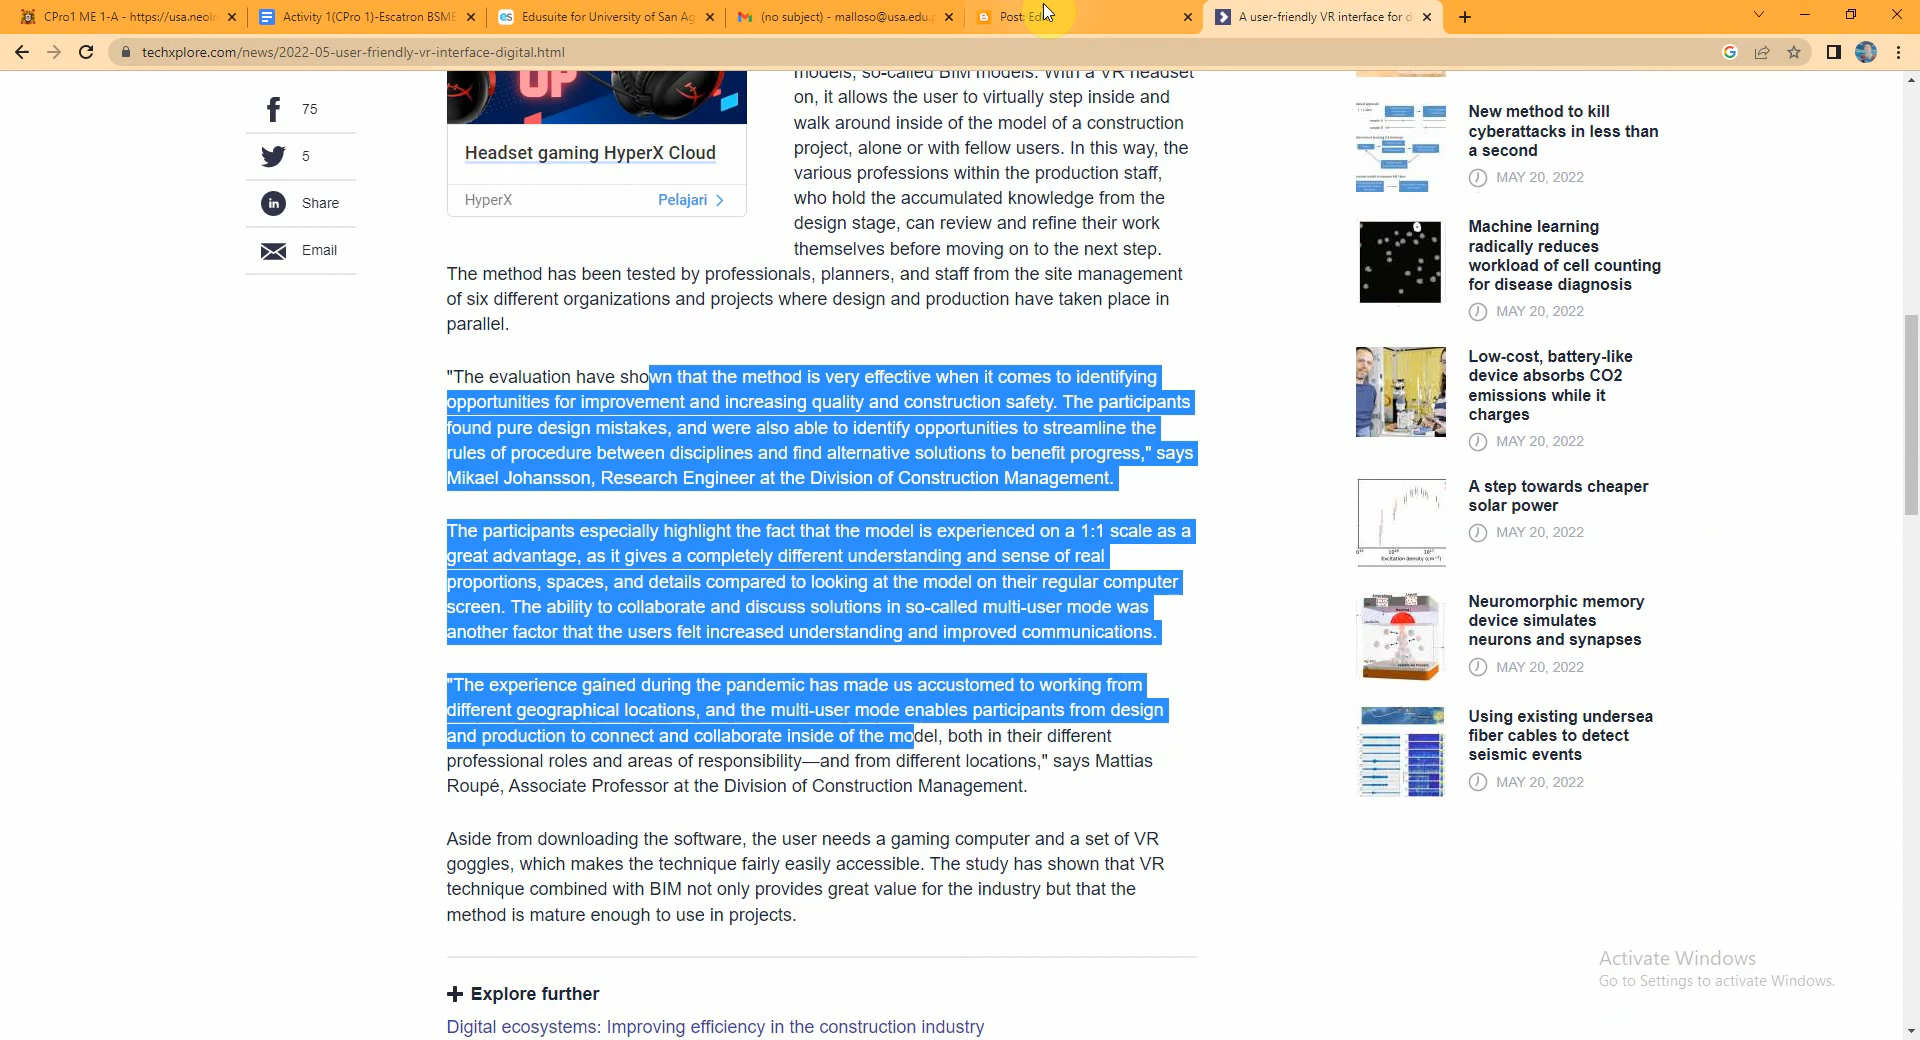 CPro1 ME 1-A - https://usa.neolr
Activity 1(CPro 1)-Escatron BSME
Edusuite for University of San Ag
(no subject) - malloso@usa.edu.p
Post: Edi
A user-friendly VR interface for d
techxplore.com/news/2022-05-user-friendly-vr-interface-digital.html
75
5
Share
Email
UP
Headset gaming HyperX Cloud
HyperX
Pelajari
models, so-called BIM models. With a VR headset
on, it allows the user to virtually step inside and
walk around inside of the model of a construction
project, alone or with fellow users. In this way, the
various professions within the production staff,
who hold the accumulated knowledge from the
design stage, can review and refine their work
themselves before moving on to the next step.
The method has been tested by professionals, planners, and staff from the site management
of six different organizations and projects where design and production have taken place in
parallel.
"The evaluation have shown that the method is very effective when it comes to identifying
opportunities for improvement and increasing quality and construction safety. The participants
found pure design mistakes, and were also able to identify opportunities to streamline the
rules of procedure between disciplines and find alternative solutions to benefit progress," says
Mikael Johansson, Research Engineer at the Division of Construction Management.
The participants especially highlight the fact that the model is experienced on a 1:1 scale as a
great advantage, as it gives a completely different understanding and sense of real
proportions, spaces, and details compared to looking at the model on their regular computer
screen. The ability to collaborate and discuss solutions in so-called multi-user mode was
another factor that the users felt increased understanding and improved communications.
"The experience gained during the pandemic has made us accustomed to working from
different geographical locations, and the multi-user mode enables participants from design
and production to connect and collaborate inside of the model, both in their different
professional roles and areas of responsibility—and from different locations," says Mattias
Roupé, Associate Professor at the Division of Construction Management.
Aside from downloading the software, the user needs a gaming computer and a set of VR
goggles, which makes the technique fairly easily accessible. The study has shown that VR
technique combined with BIM not only provides great value for the industry but that the
method is mature enough to use in projects.
Explore further
Digital ecosystems: Improving efficiency in the construction industry
New method to kill
cyberattacks in less than
a second
MAY 20, 2022
Machine learning
radically reduces
workload of cell counting
for disease diagnosis
MAY 20, 2022
Low-cost, battery-like
device absorbs CO2
emissions while it
charges
MAY 20, 2022
A step towards cheaper
solar power
MAY 20, 2022
Excitation density (cm⁻³)
Neuromorphic memory
device simulates
neurons and synapses
MAY 20, 2022
Using existing undersea
fiber cables to detect
seismic events
MAY 20, 2022
Activate Windows
Go to Settings to activate Windows.